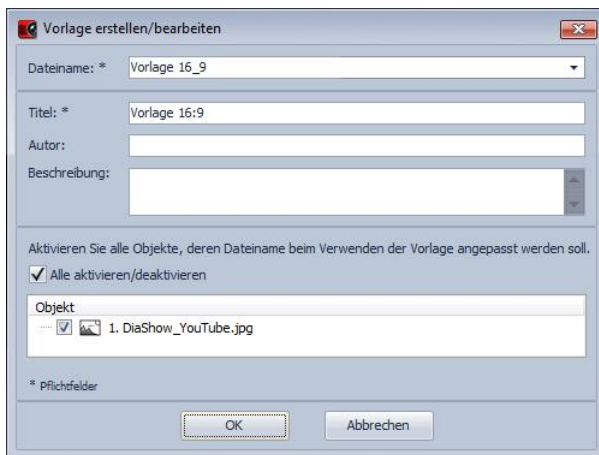 Vorlage erstellen/bearbeiten
Dateiname: * Vorlage 16_9
Titel: * Vorlage 16:9
Autor:
Beschreibung:
Aktivieren Sie alle Objekte, deren Dateiname beim Verwenden der Vorlage angepasst werden soll.
Alle aktivieren/deaktivieren
Objekt
1. DiaShow_YouTube.jpg
* Pflichtfelder
OK Abbrechen